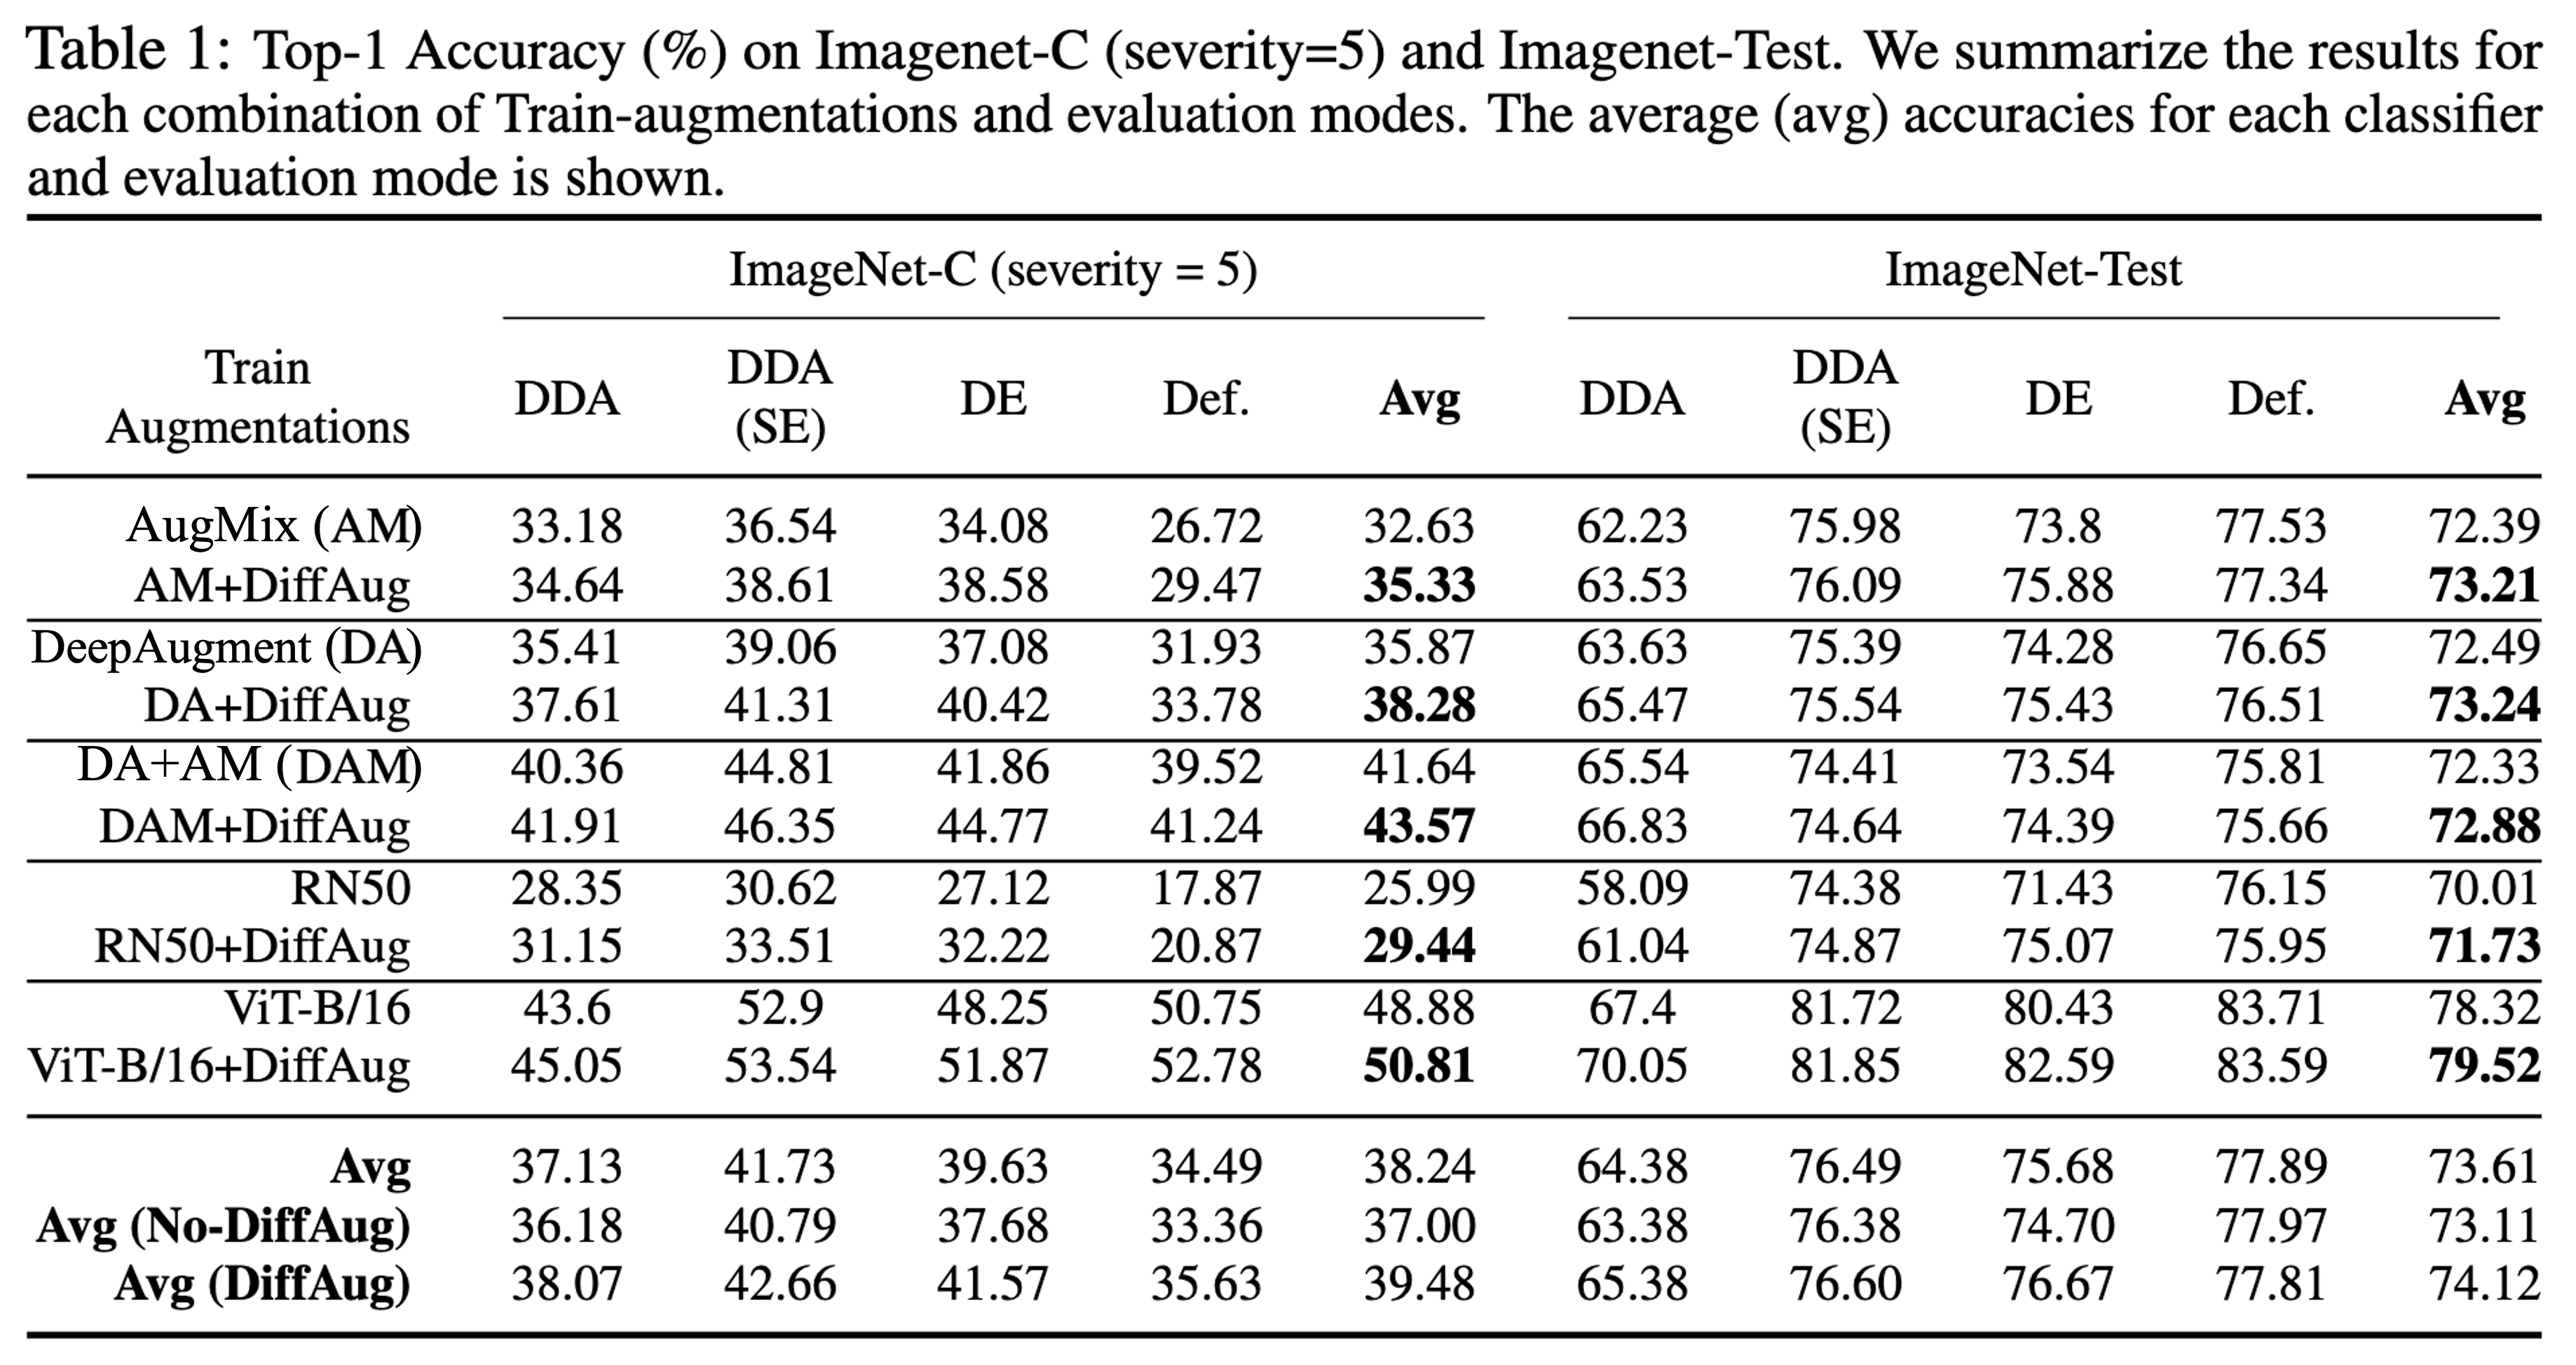 Table 1: Top-1 Accuracy (%) on Imagenet-C (severity=5) and Imagenet-Test. We summarize the results for
each combination of Train-augmentations and evaluation modes. The average (avg) accuracies for each classifier
and evaluation mode is shown.
ImageNet-C (severity = 5) ImageNet-Test
Train Augmentations DDA DDA (SE) DE Def. Avg DDA DDA (SE) DE Def. Avg
AugMix (AM) 33.18 36.54 34.08 26.72 32.63 62.23 75.98 73.8 77.53 72.39
AM+DiffAug 34.64 38.61 38.58 29.47 35.33 63.53 76.09 75.88 77.34 73.21
DeepAugment (DA) 35.41 39.06 37.08 31.93 35.87 63.63 75.39 74.28 76.65 72.49
DA+DiffAug 37.61 41.31 40.42 33.78 38.28 65.47 75.54 75.43 76.51 73.24
DA+AM (DAM) 40.36 44.81 41.86 39.52 41.64 65.54 74.41 73.54 75.81 72.33
DAM+DiffAug 41.91 46.35 44.77 41.24 43.57 66.83 74.64 74.39 75.66 72.88
RN50 28.35 30.62 27.12 17.87 25.99 58.09 74.38 71.43 76.15 70.01
RN50+DiffAug 31.15 33.51 32.22 20.87 29.44 61.04 74.87 75.07 75.95 71.73
ViT-B/16 43.6 52.9 48.25 50.75 48.88 67.4 81.72 80.43 83.71 78.32
ViT-B/16+DiffAug 45.05 53.54 51.87 52.78 50.81 70.05 81.85 82.59 83.59 79.52
Avg 37.13 41.73 39.63 34.49 38.24 64.38 76.49 75.68 77.89 73.61
Avg (No-DiffAug) 36.18 40.79 37.68 33.36 37.00 63.38 76.38 74.70 77.97 73.11
Avg (DiffAug) 38.07 42.66 41.57 35.63 39.48 65.38 76.60 76.67 77.81 74.12